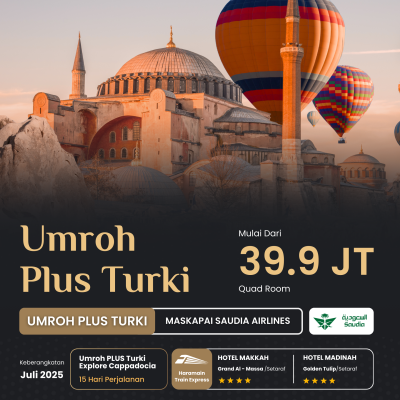 Umroh
Plus Turki
Mulai Dari
39.9 JT
Quad Room
UMROH PLUS TURKI
MASKAPAI SAUDIA AIRLINES
السعودية
Saudia
Keberangkatan
Juli 2025
Umroh PLUS Turki
Explore Cappadocia
15 Hari Perjalanan
Haramain
Train Express
HOTEL MAKKAH
Grand Al - Massa /Setaraf
HOTEL MADINAH
Golden Tulip/Setaraf